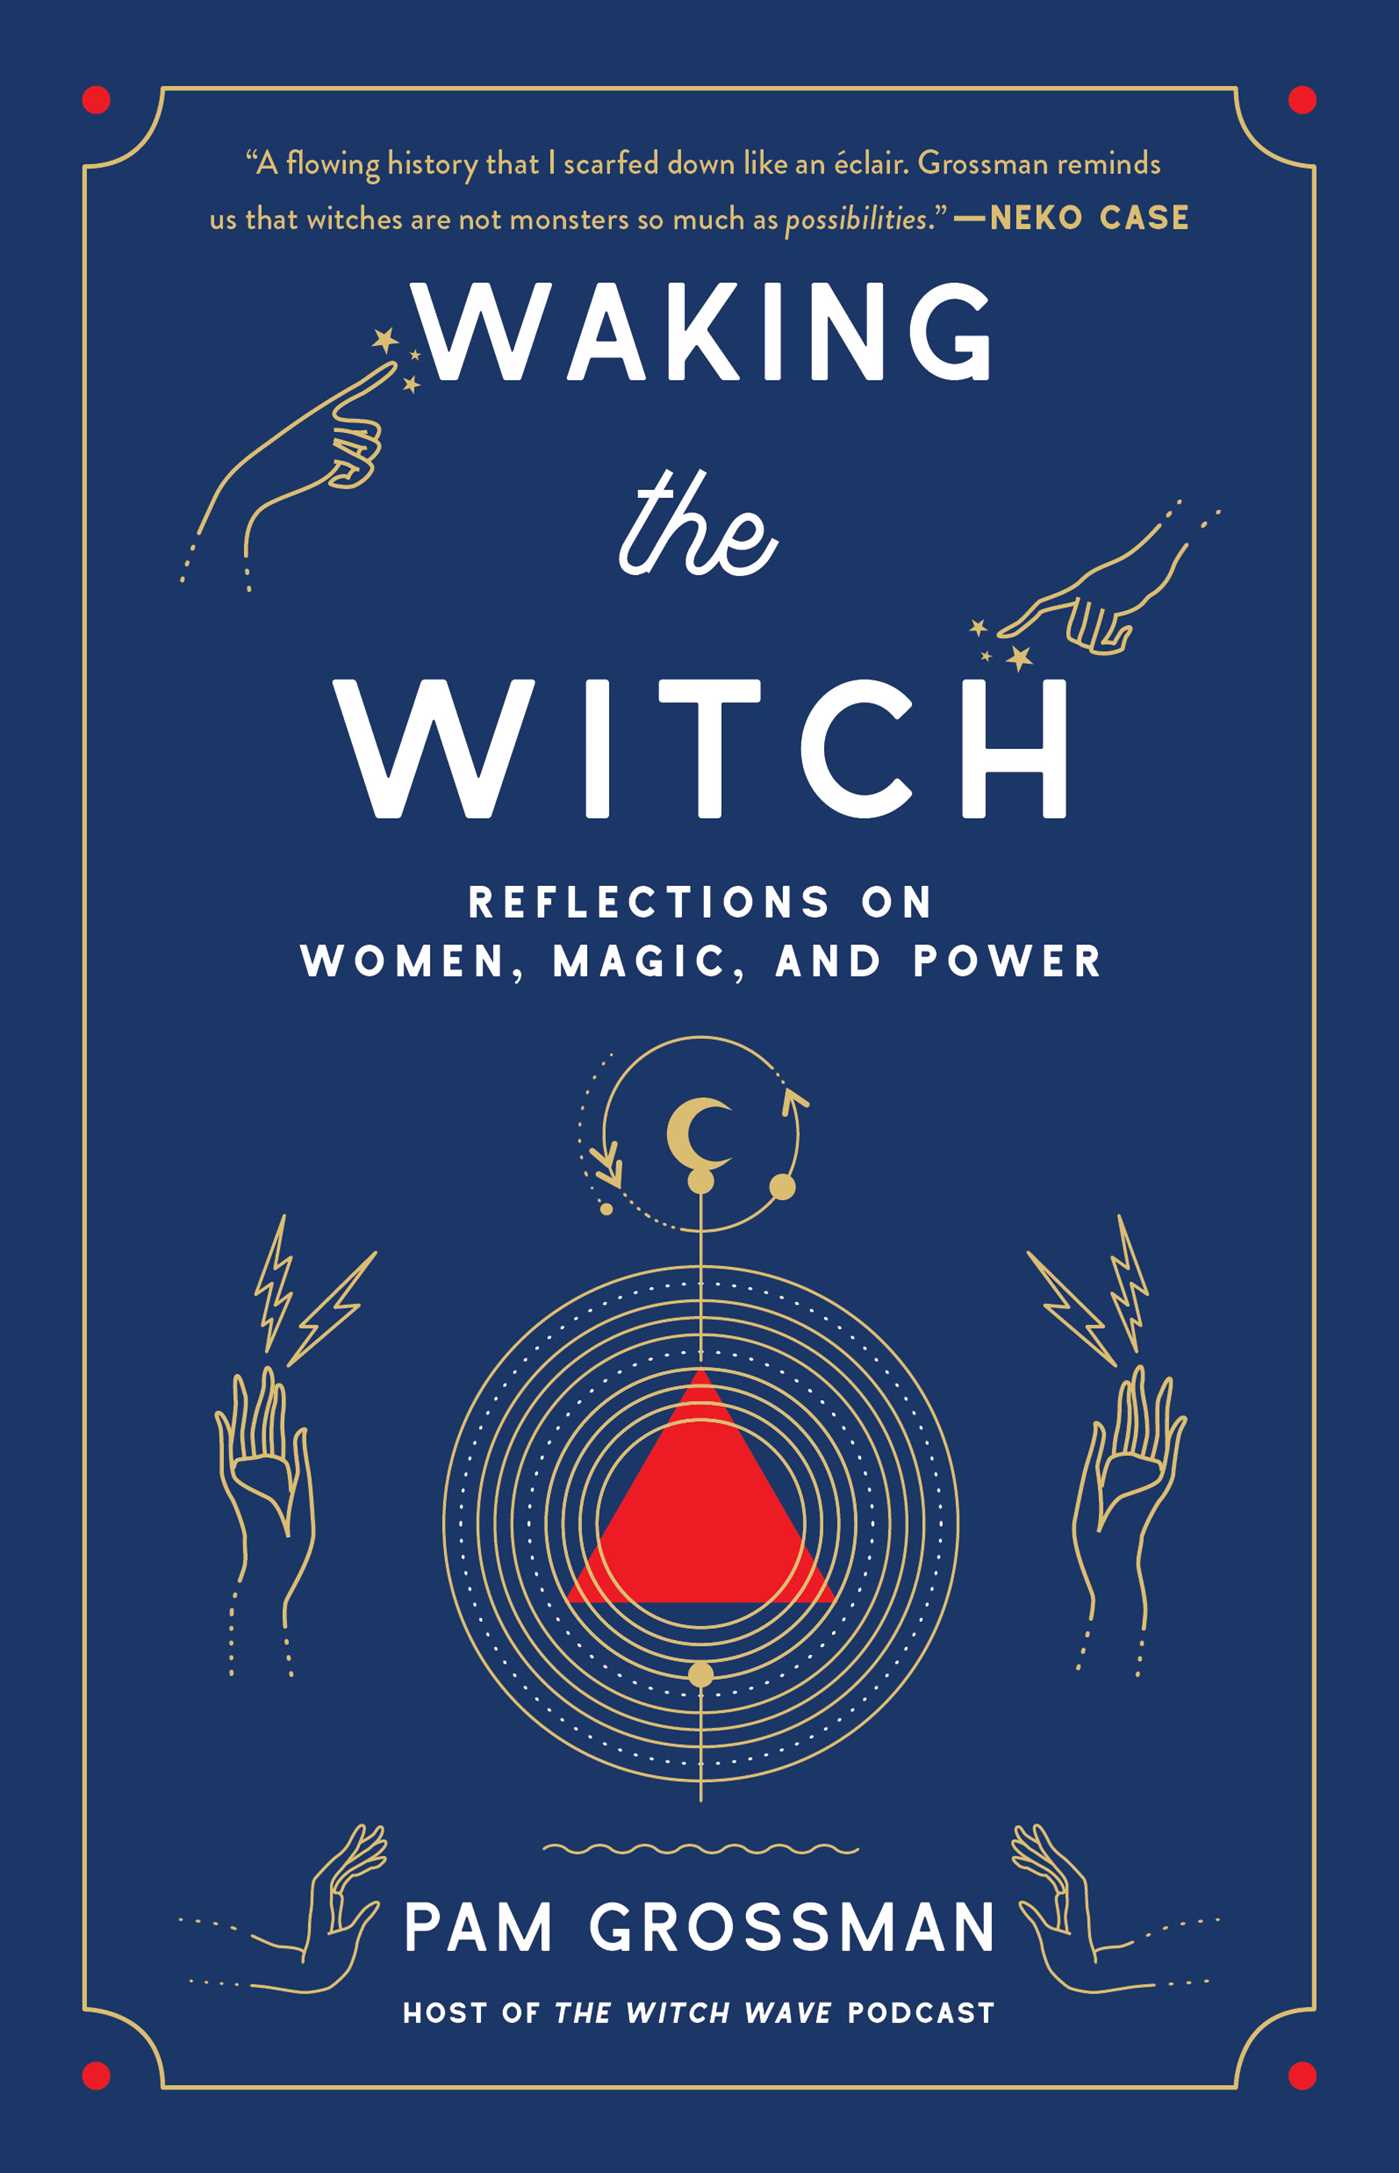 “A flowing history that I scarfed down like an éclair. Grossman reminds
us that witches are not monsters so much as possibilities.” —NEKO CASE
WAKING
the
WITCH
REFLECTIONS ON
WOMEN, MAGIC, AND POWER
PAM GROSSMAN
HOST OF THE WITCH WAVE PODCAST